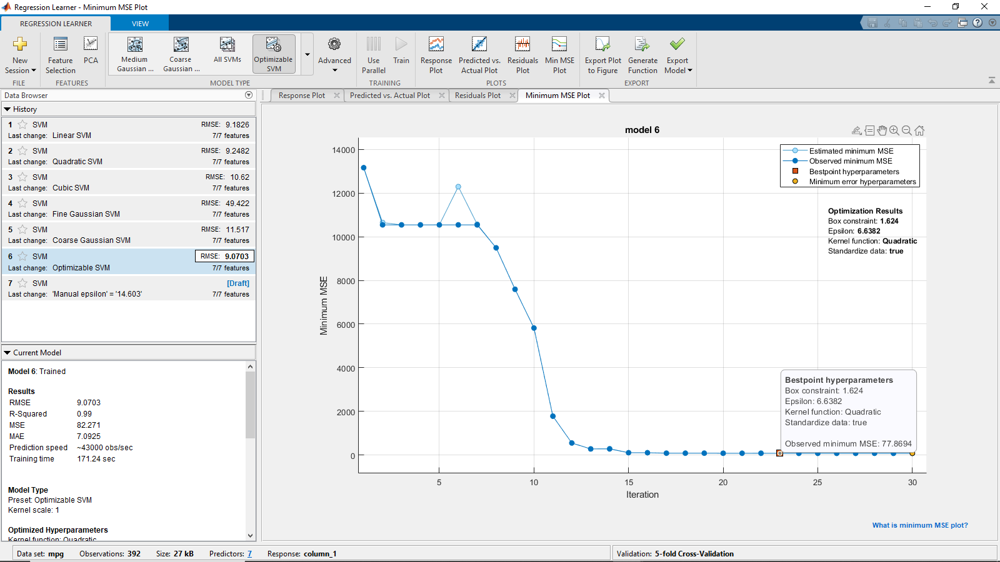 Regression Learner - Minimum MSE Plot
REGRESSION LEARNER
VIEW
New Session
Feature Selection
PCA
Medium Gaussian ...
Coarse Gaussian ...
All SVMs
Optimizable SVM
Advanced
Use Parallel
Train
Response Plot
Predicted vs. Actual Plot
Residuals Plot
Min MSE Plot
Export Plot to Figure
Generate Function
Export Model
FILE
FEATURES
MODEL TYPE
TRAINING
PLOTS
EXPORT
Data Browser
History
1 SVM RMSE: 9.1826
Last change: Linear SVM 7/7 features
2 SVM RMSE: 9.2482
Last change: Quadratic SVM 7/7 features
3 SVM RMSE: 10.62
Last change: Cubic SVM 7/7 features
4 SVM RMSE: 49.422
Last change: Fine Gaussian SVM 7/7 features
5 SVM RMSE: 11.517
Last change: Coarse Gaussian SVM 7/7 features
6 SVM RMSE: 9.0703
Last change: Optimizable SVM 7/7 features
7 SVM [Draft]
Last change: 'Manual epsilon' = '14.603' 7/7 features
Current Model
Model 6: Trained
Results
RMSE 9.0703
R-Squared 0.99
MSE 82.271
MAE 7.0925
Prediction speed ~43000 obs/sec
Training time 171.24 sec
Model Type
Preset: Optimizable SVM
Kernel scale: 1
Optimized Hyperparameters
Kernel function: Quadratic
Response Plot
Predicted vs. Actual Plot
Residuals Plot
Minimum MSE Plot
model 6
Estimated minimum MSE
Observed minimum MSE
Bestpoint hyperparameters
Minimum error hyperparameters
Optimization Results
Box constraint: 1.624
Epsilon: 6.6382
Kernel function: Quadratic
Standardize data: true
14000
12000
10000
8000
6000
4000
2000
0
Minimum MSE
Bestpoint hyperparameters
Box constraint: 1.624
Epsilon: 6.6382
Kernel function: Quadratic
Standardize data: true
Observed minimum MSE: 77.8694
5 10 15 20 25 30
Iteration
What is minimum MSE plot?
Data set: mpg Observations: 392 Size: 27 kB Predictors: 7 Response: column_1
Validation: 5-fold Cross-Validation